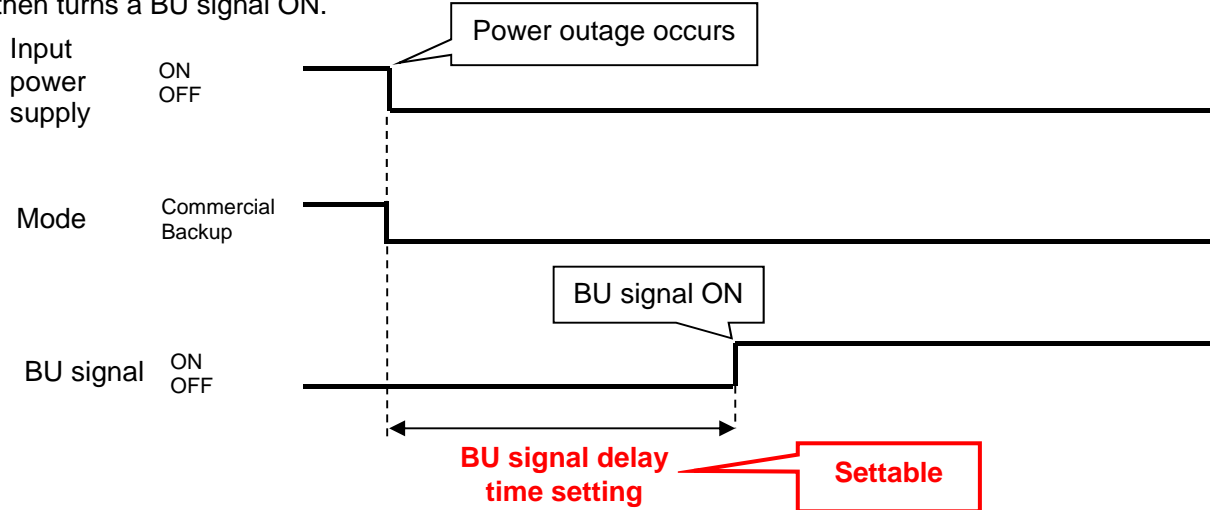 then turns a BU signal ON.
Power outage occurs
Input
power
supply
ON
OFF
Mode
Commercial
Backup
BU signal ON
BU signal
ON
OFF
BU signal delay
time setting
Settable